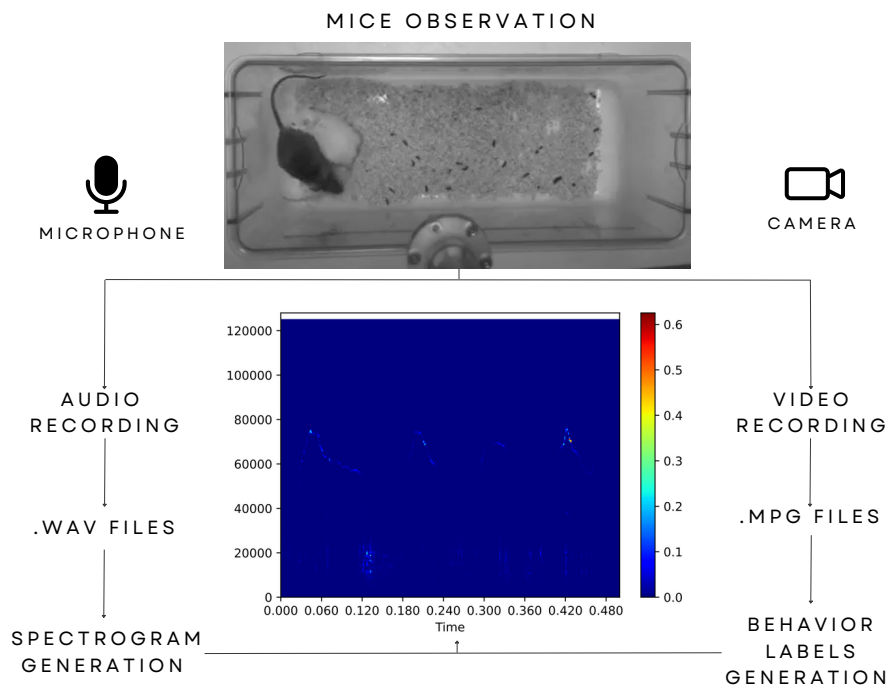 MICE OBSERVATION
MICROPHONE
CAMERA
AUDIO
RECORDING
.WAV FILES
SPECTROGRAM
GENERATION
120000
100000
80000
60000
40000
20000
0
0.000 0.060 0.120 0.180 0.240 0.300 0.360 0.420 0.480
Time
0.6
0.5
0.4
0.3
0.2
0.1
0.0
VIDEO
RECORDING
.MPG FILES
BEHAVIOR
LABELS
GENERATION